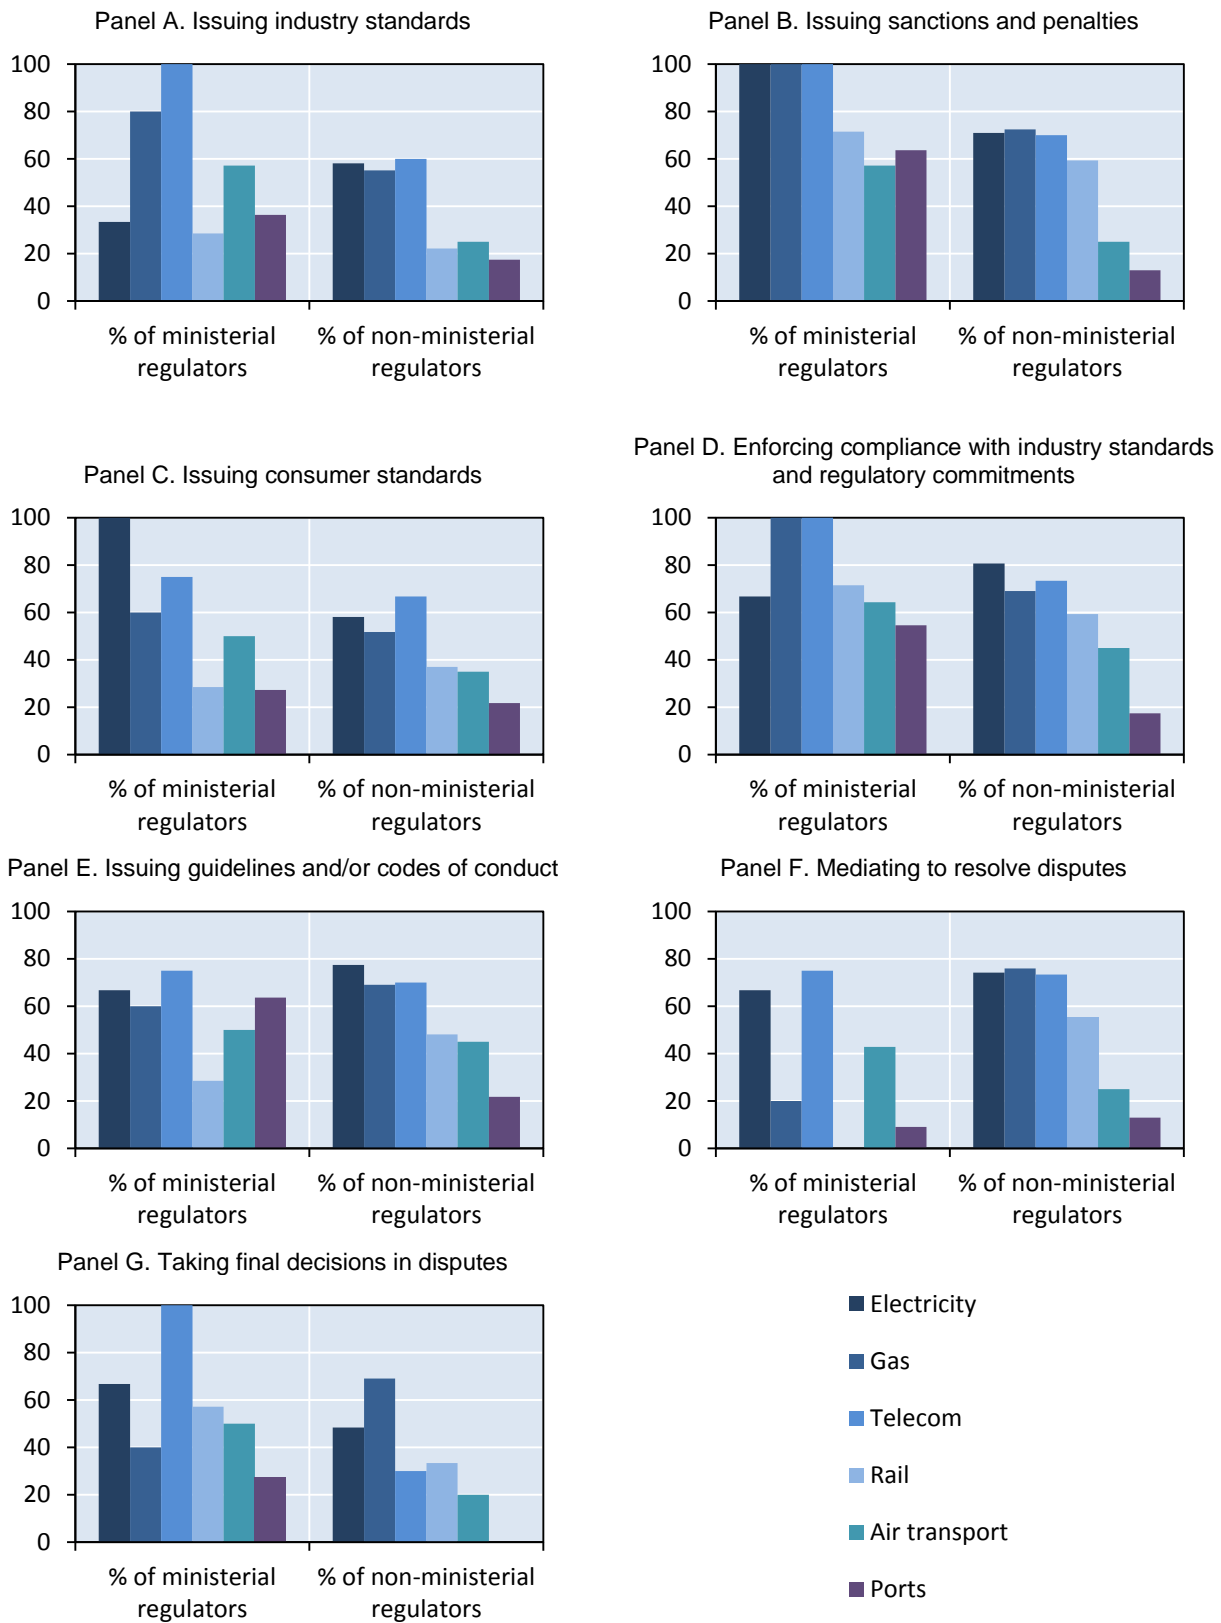 Panel A. Issuing industry standards
100
80
60
40
20
0
% of ministerial
regulators
% of non-ministerial
regulators
Panel B. Issuing sanctions and penalties
100
80
60
40
20
0
% of ministerial
regulators
% of non-ministerial
regulators
Panel C. Issuing consumer standards
100
80
60
40
20
0
% of ministerial
regulators
% of non-ministerial
regulators
Panel D. Enforcing compliance with industry standards
and regulatory commitments
100
80
60
40
20
0
% of ministerial
regulators
% of non-ministerial
regulators
Panel E. Issuing guidelines and/or codes of conduct
100
80
60
40
20
0
% of ministerial
regulators
% of non-ministerial
regulators
Panel F. Mediating to resolve disputes
100
80
60
40
20
0
% of ministerial
regulators
% of non-ministerial
regulators
Panel G. Taking final decisions in disputes
100
80
60
40
20
0
% of ministerial
regulators
% of non-ministerial
regulators
Electricity
Gas
Telecom
Rail
Air transport
Ports